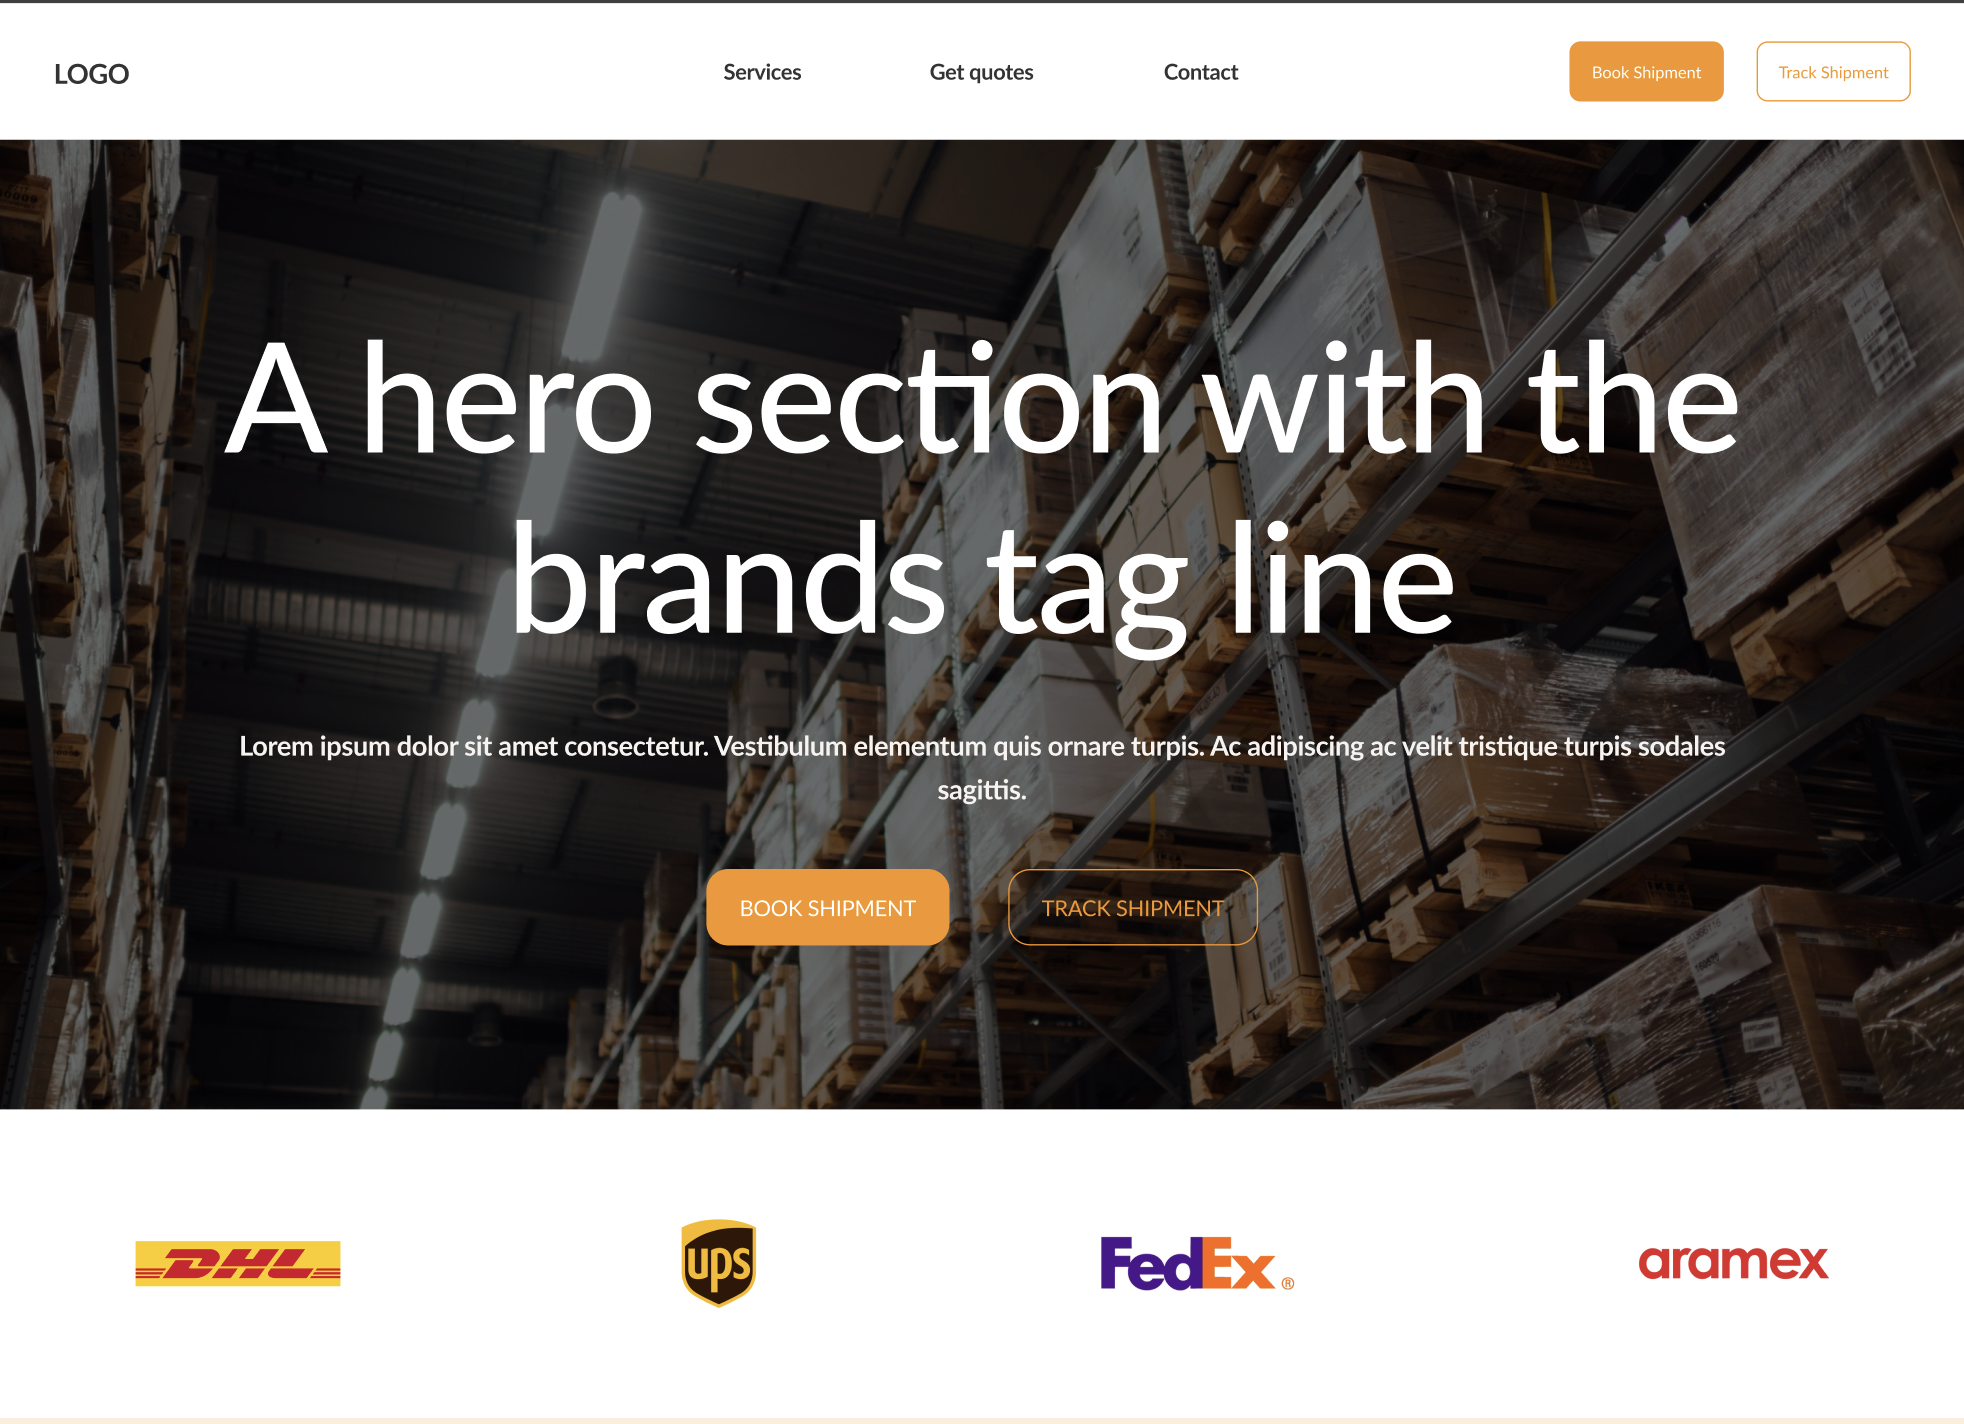 LOGO
Services
Get quotes
Contact
Book Shipment
Track Shipment
A hero section with the
brands tag line
Lorem ipsum dolor sit amet consectetur. Vestibulum elementum quis ornare turpis. Ac adipiscing ac velit tristique turpis sodales
sagittis.
BOOK SHIPMENT
TRACK SHIPMENT
DHL
ups
FedEx ®
aramex